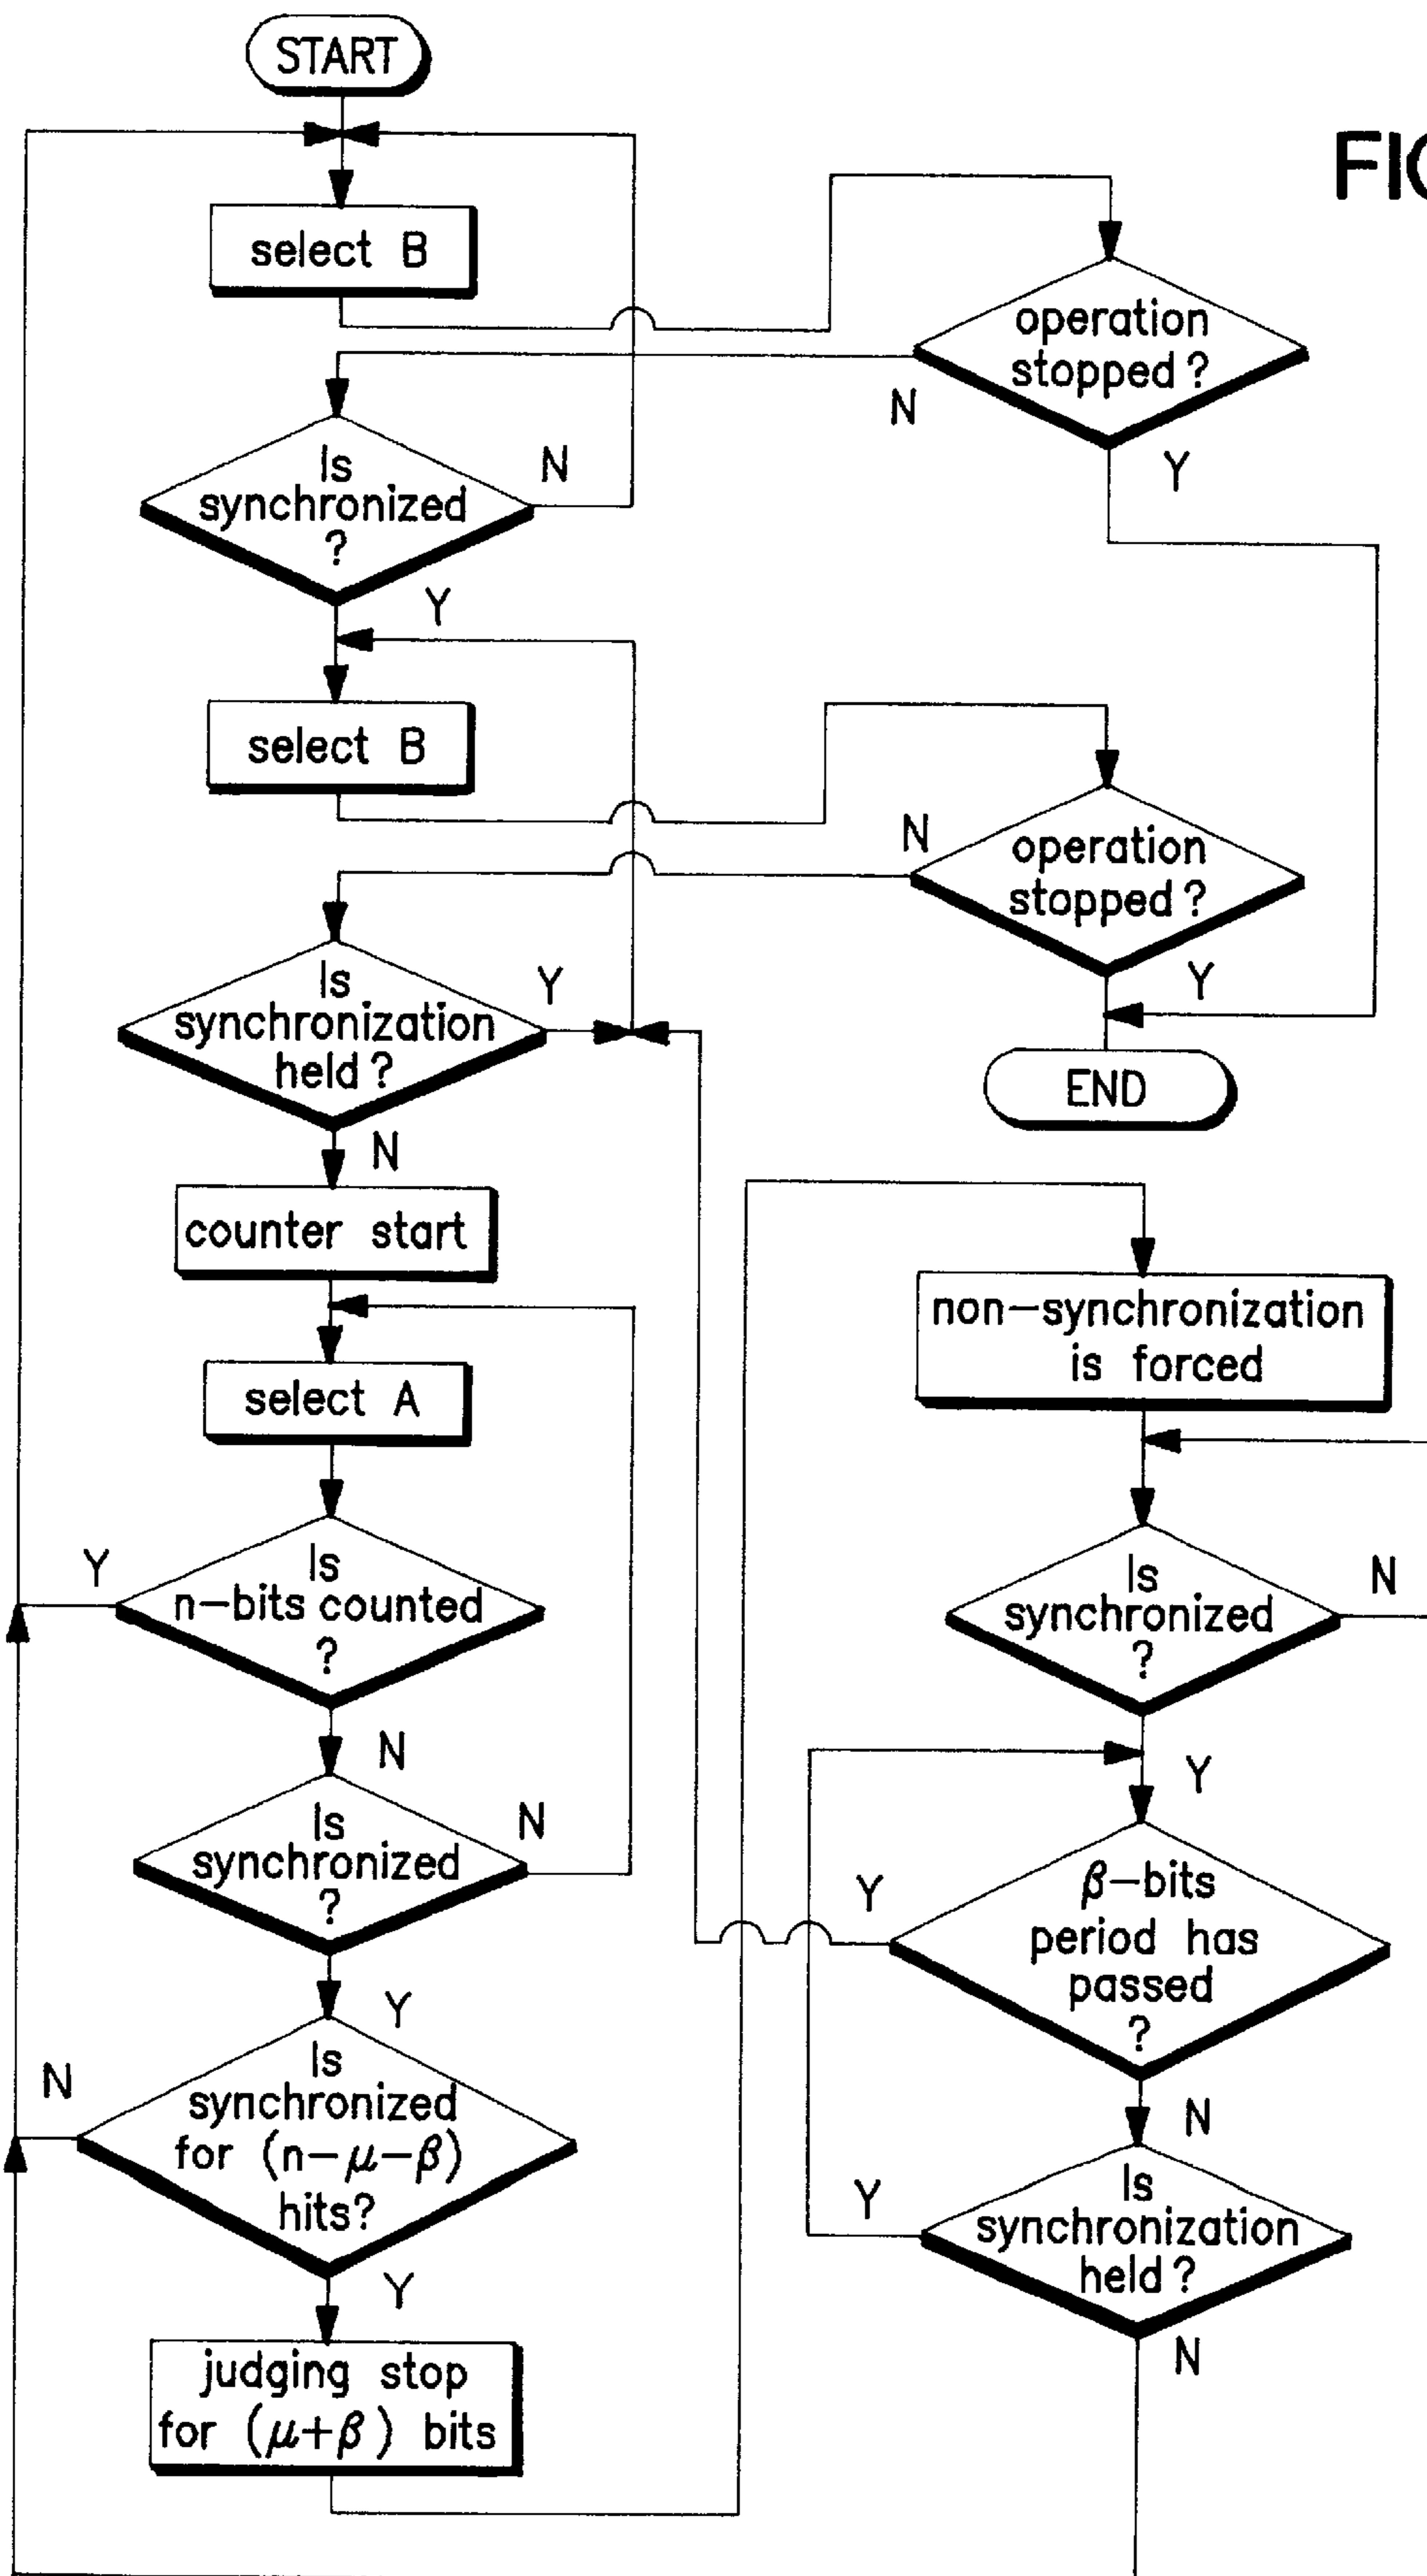 START
FIG
select B
operation
stopped?
N
Y
Is
synchronized
?
N
Y
select B
operation
stopped?
N
Y
Is
synchronization
held?
Y
N
END
counter start
non-synchronization
is forced
select A
Is
n-bits counted
?
Y
N
Is
synchronized
?
N
Y
Is
synchronized
?
N
Y
β-bits
period has
passed
?
Y
N
Is
synchronized
for (n-μ-β)
hits?
N
Y
Is
synchronization
held?
Y
N
judging stop
for (μ+β) bits